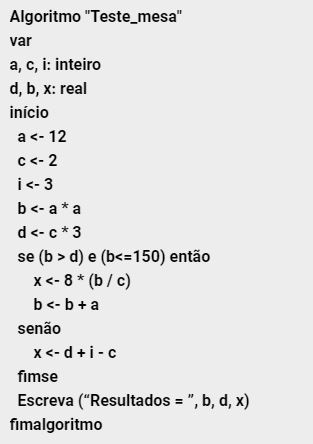 Algoritmo "Teste_mesa"
var
a, c, i: inteiro
d, b, x: real
início
a <- 12
c <- 2
i <- 3
b <- a * a
d <- c * 3
se (b > d) e (b<=150) então
x <- 8 * (b / c)
b <- b + a
senão
x <- d + i - c
fimse
Escreva (“Resultados = ”, b, d, x)
fimalgoritmo